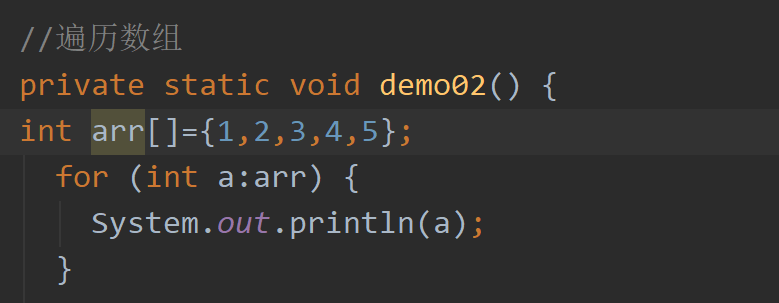 //遍历数组
private static void demo02() {
int arr[]={1,2,3,4,5};
for (int a:arr) {
System.out.println(a);
}